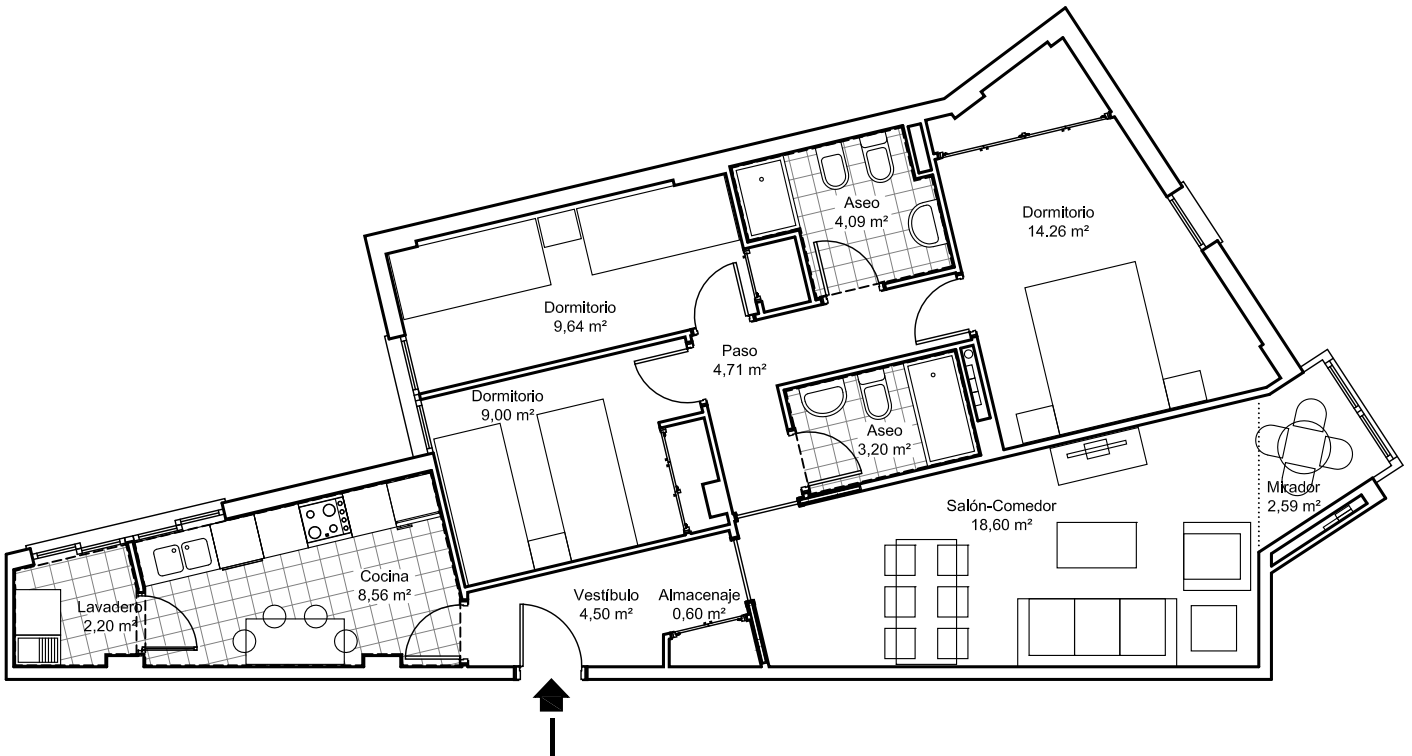 Aseo
4,09 m²
Dormitorio
14.26 m²
Dormitorio
9,64 m²
Paso
4,71 m²
Dormitorio
9,00 m²
Aseo
3,20 m²
Mirador
2,59 m²
Salón-Comedor
18,60 m²
Cocina
8,56 m²
Vestíbulo
4,50 m²
Almacenaje
0,60 m²
Lavadero
2,20 m²